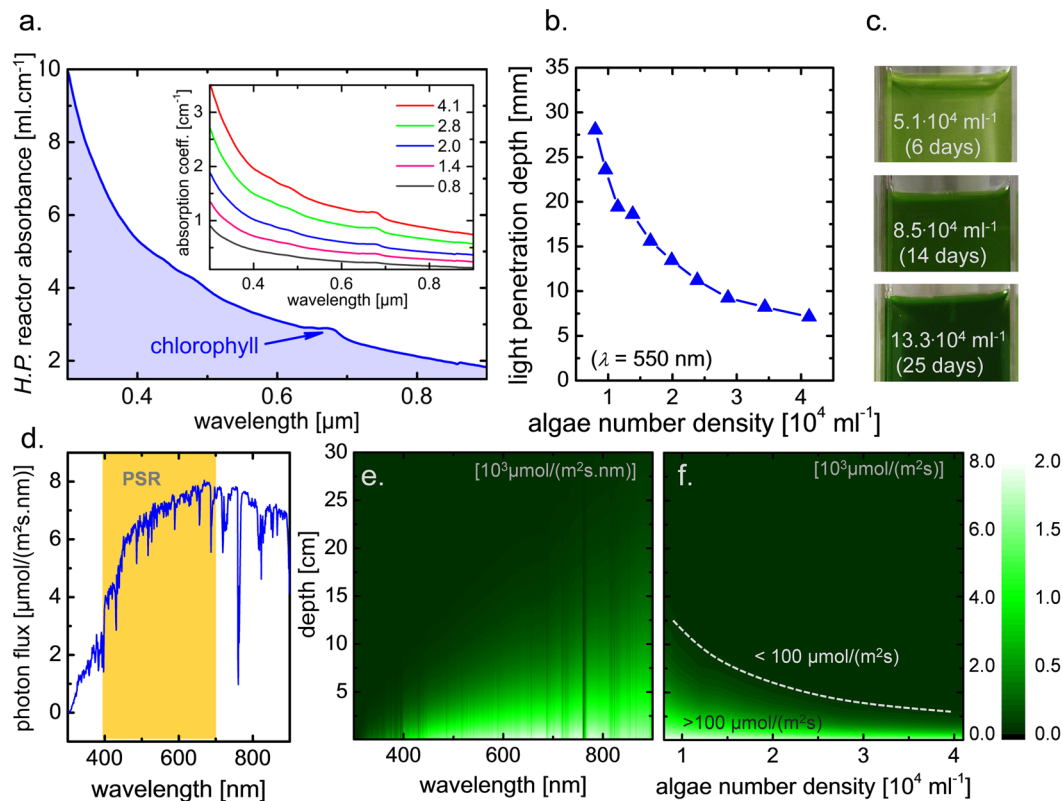 a.
H.P. reactor absorbance [ml.cm⁻¹]
10
8
6
4
2
0.4
0.6
0.8
wavelength [µm]
chlorophyll
absorption coeff. [cm⁻¹]
3
2
1
0.4
0.6
0.8
wavelength [µm]
4.1
2.8
2.0
1.4
0.8
b.
light penetration depth [mm]
35
30
25
20
15
10
5
0
(λ = 550 nm)
1
2
3
4
algae number density [10⁴ ml⁻¹]
c.
5.1·10⁴ ml⁻¹
(6 days)
8.5·10⁴ ml⁻¹
(14 days)
13.3·10⁴ ml⁻¹
(25 days)
d.
photon flux [µmol/(m²s.nm)]
10
8
6
4
2
0
PSR
400
600
800
wavelength [nm]
e.
[10³µmol/(m²s.nm)]
depth [cm]
30
25
20
15
10
5
400
500
600
700
800
wavelength [nm]
f.
[10³µmol/(m²s)]
< 100 µmol/(m²s)
>100 µmol/(m²s)
1
2
3
4
algae number density [10⁴ ml⁻¹]
8.0
6.0
4.0
2.0
0.0
2.0
1.5
1.0
0.5
0.0